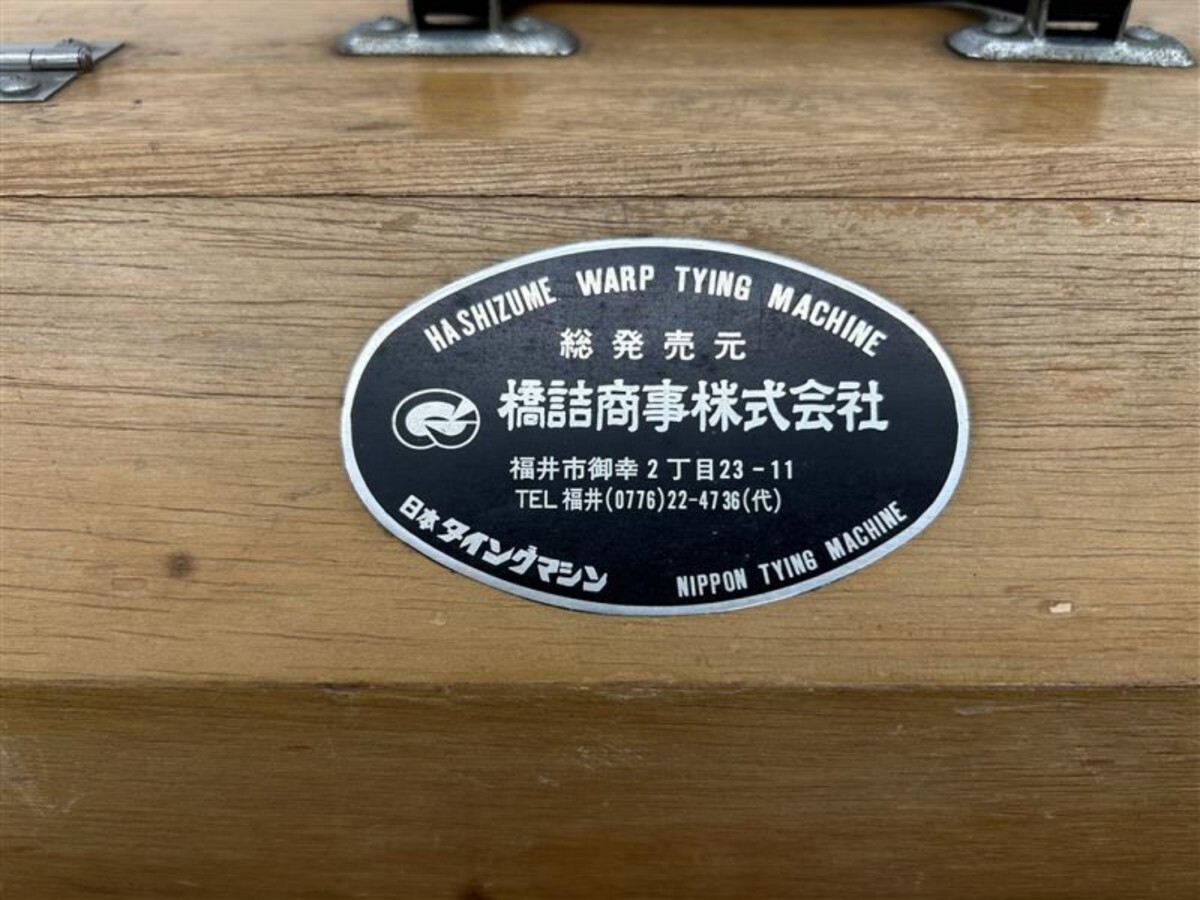 HASHIZUME WARP TYING MACHINE
総発売元
橋詰商事株式会社
福井市御幸2丁目23-11
TEL 福井(0776)22-4736(代)
日本タイングマシン
NIPPON TYING MACHINE